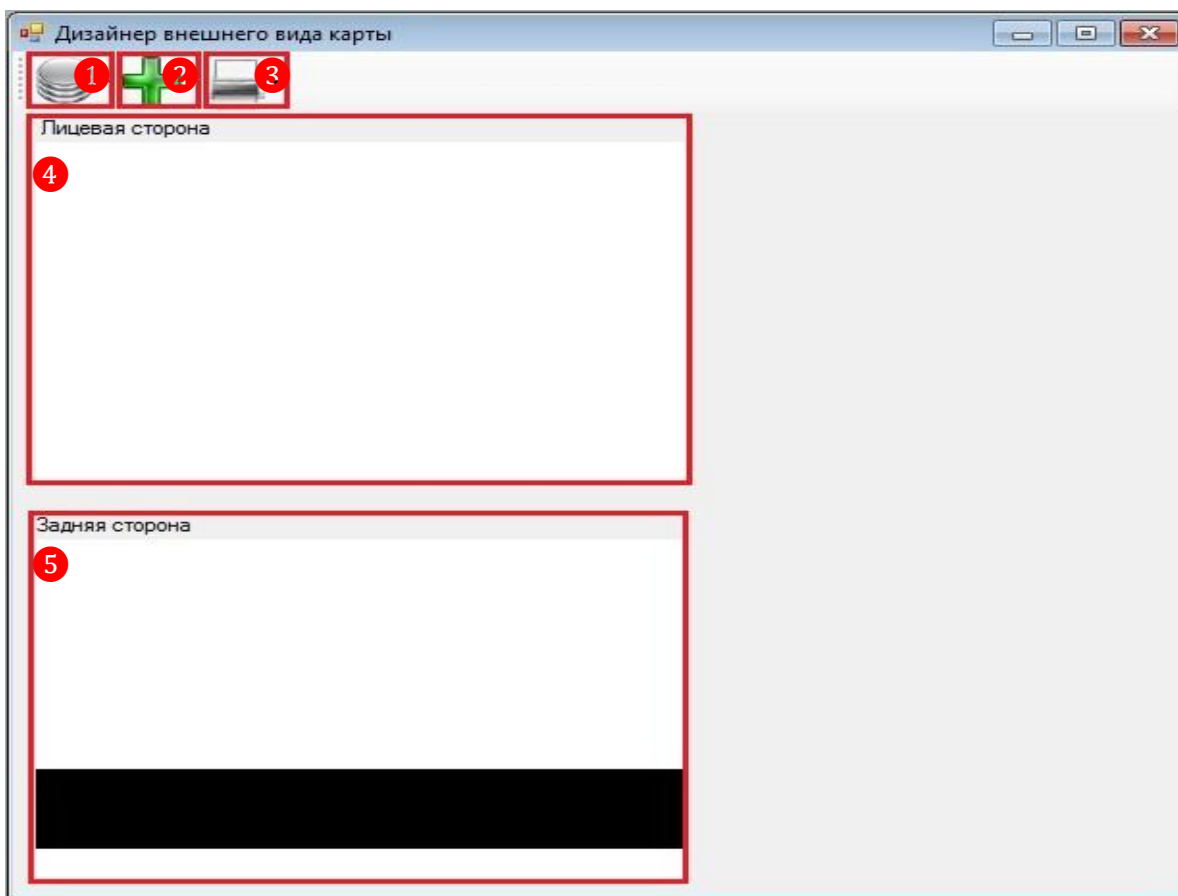 Дизайнер внешнего вида карты
1 2 3
Лицевая сторона
4
Задняя сторона
5